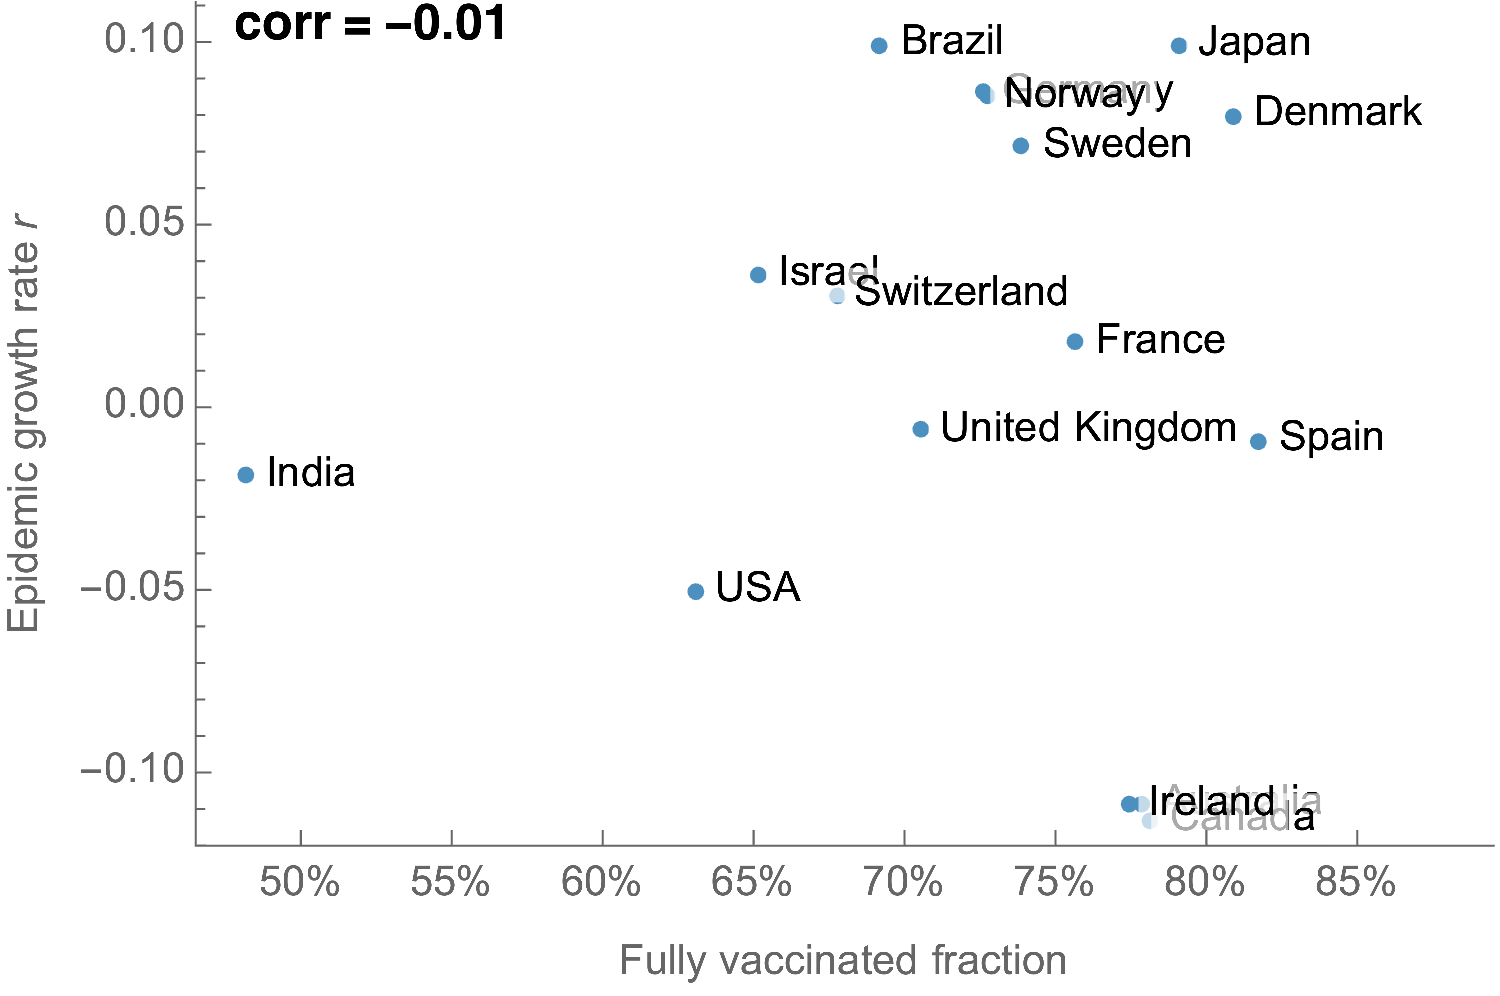 corr = −0.01
0.10
Brazil
Japan
Germany
Norway
Denmark
Sweden
0.05
Israel
Switzerland
France
0.00
United Kingdom
Spain
India
−0.05
USA
−0.10
Australia
Ireland
Canada
Epidemic growth rate r
50% 55% 60% 65% 70% 75% 80% 85%
Fully vaccinated fraction